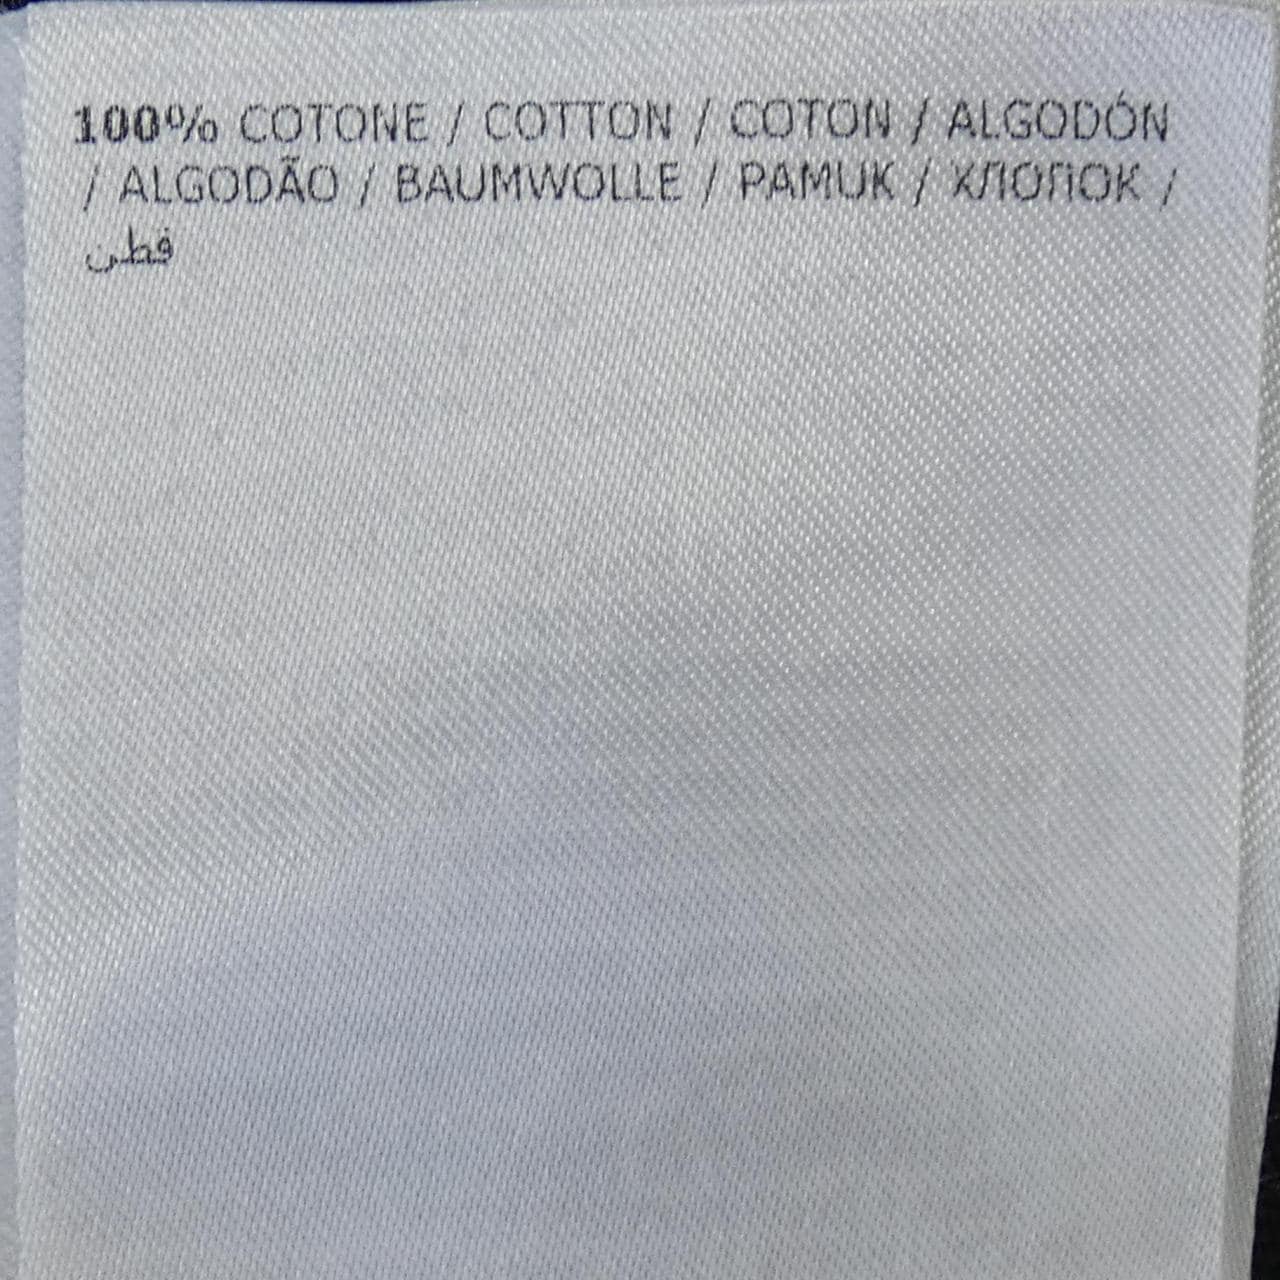 100% COTONE / COTTON / COTON / ALGODÓN
/ ALGODÃO / BAUMWOLLE / PAMUK / ХЛОПОК /
قطن